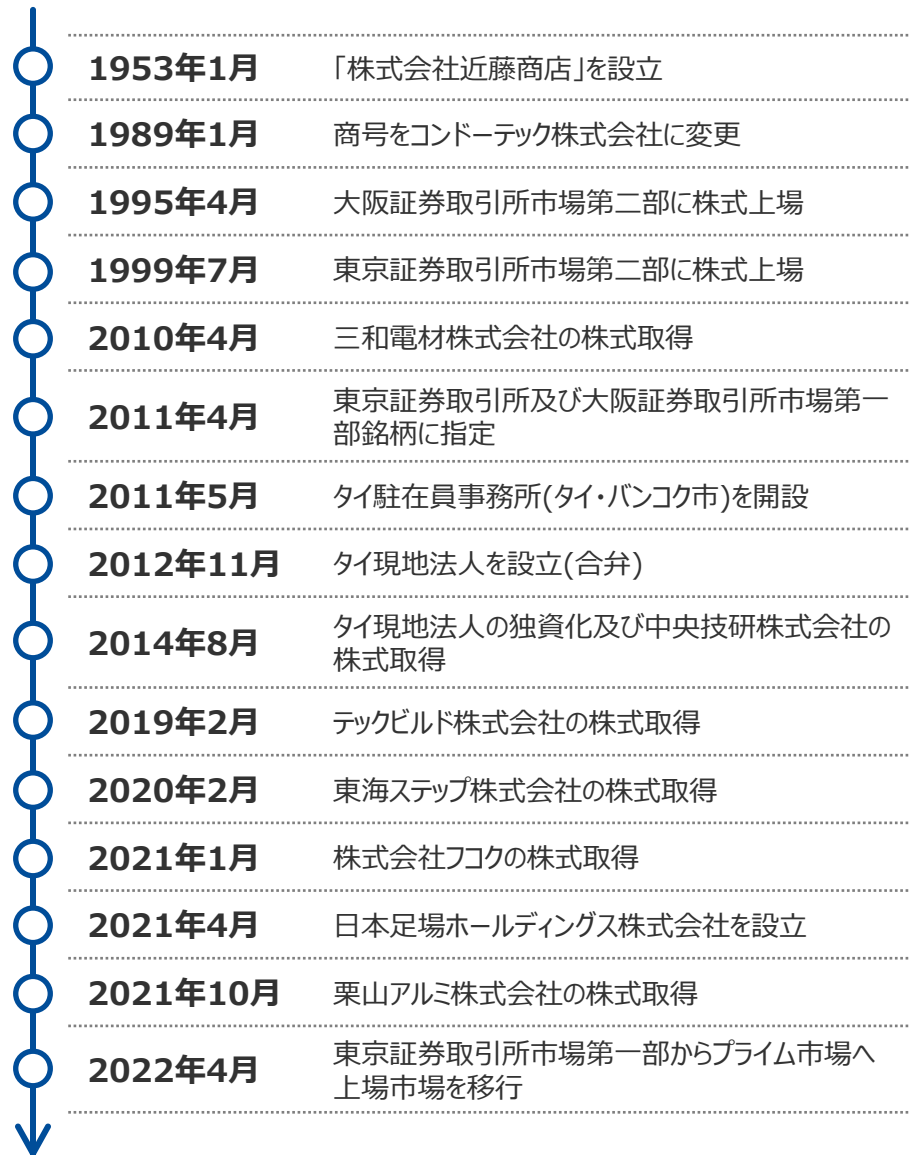 1953年1月 「株式会社近藤商店」を設立
1989年1月 商号をコンドーテック株式会社に変更
1995年4月 大阪証券取引所市場第二部に株式上場
1999年7月 東京証券取引所市場第二部に株式上場
2010年4月 三和電材株式会社の株式取得
2011年4月 東京証券取引所及び大阪証券取引所市場第一
部銘柄に指定
2011年5月 タイ駐在員事務所(タイ・バンコク市)を開設
2012年11月 タイ現地法人を設立(合弁)
2014年8月 タイ現地法人の独資化及び中央技研株式会社の
株式取得
2019年2月 テックビルド株式会社の株式取得
2020年2月 東海ステップ株式会社の株式取得
2021年1月 株式会社フコクの株式取得
2021年4月 日本足場ホールディングス株式会社を設立
2021年10月 栗山アルミ株式会社の株式取得
2022年4月 東京証券取引所市場第一部からプライム市場へ
上場市場を移行